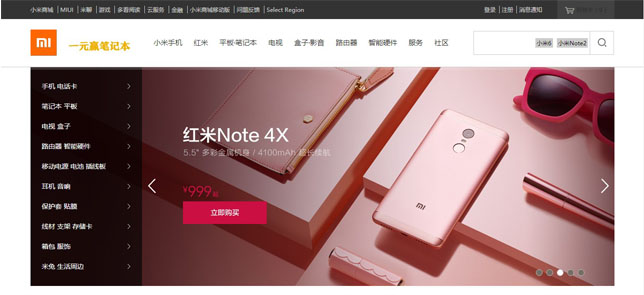 小米商城 | MIUI | 米聊 | 游戏 | 多看阅读 | 云服务 | 金融 | 小米商城移动版 | 问题反馈 | Select Region
登录 | 注册 | 消息通知
mi
一元赢笔记本
小米手机 红米 平板·笔记本 电视 盒子·影音 路由器 智能硬件 服务 社区
小米6 小米Note2
手机 电话卡
笔记本 平板
电视 盒子
路由器 智能硬件
移动电源 电池 插线板
耳机 音响
保护套 贴膜
线材 支架 存储卡
箱包 服饰
米兔 生活周边
红米Note 4X
5.5" 多彩金属机身 / 4100mAh 超长续航
¥999起
立即购买
mi